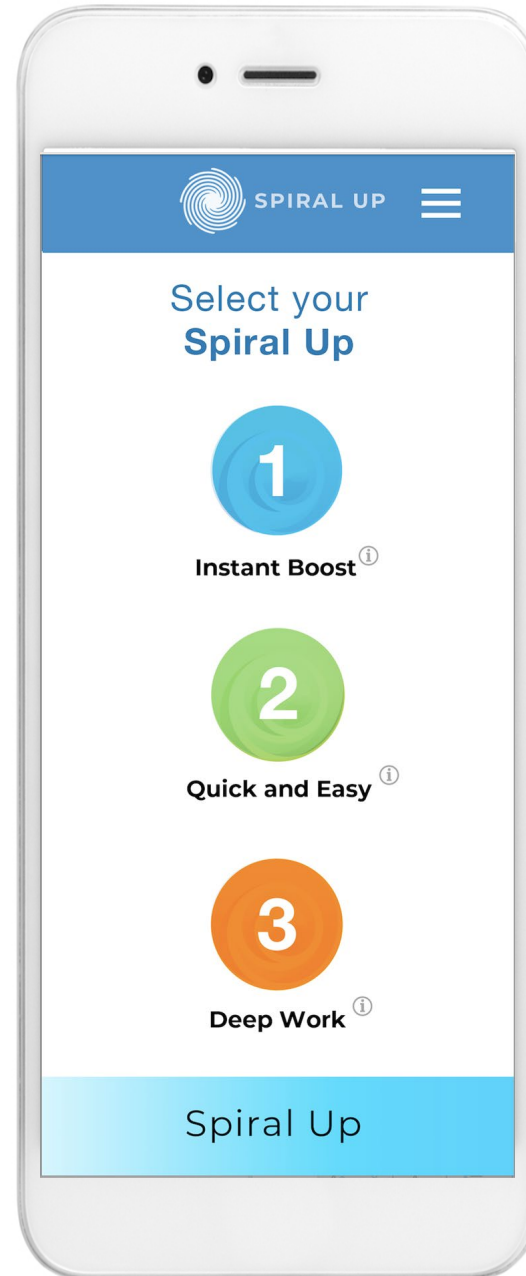 SPIRAL UP
Select your
Spiral Up
1
Instant Boost ⓘ
2
Quick and Easy ⓘ
3
Deep Work ⓘ
Spiral Up